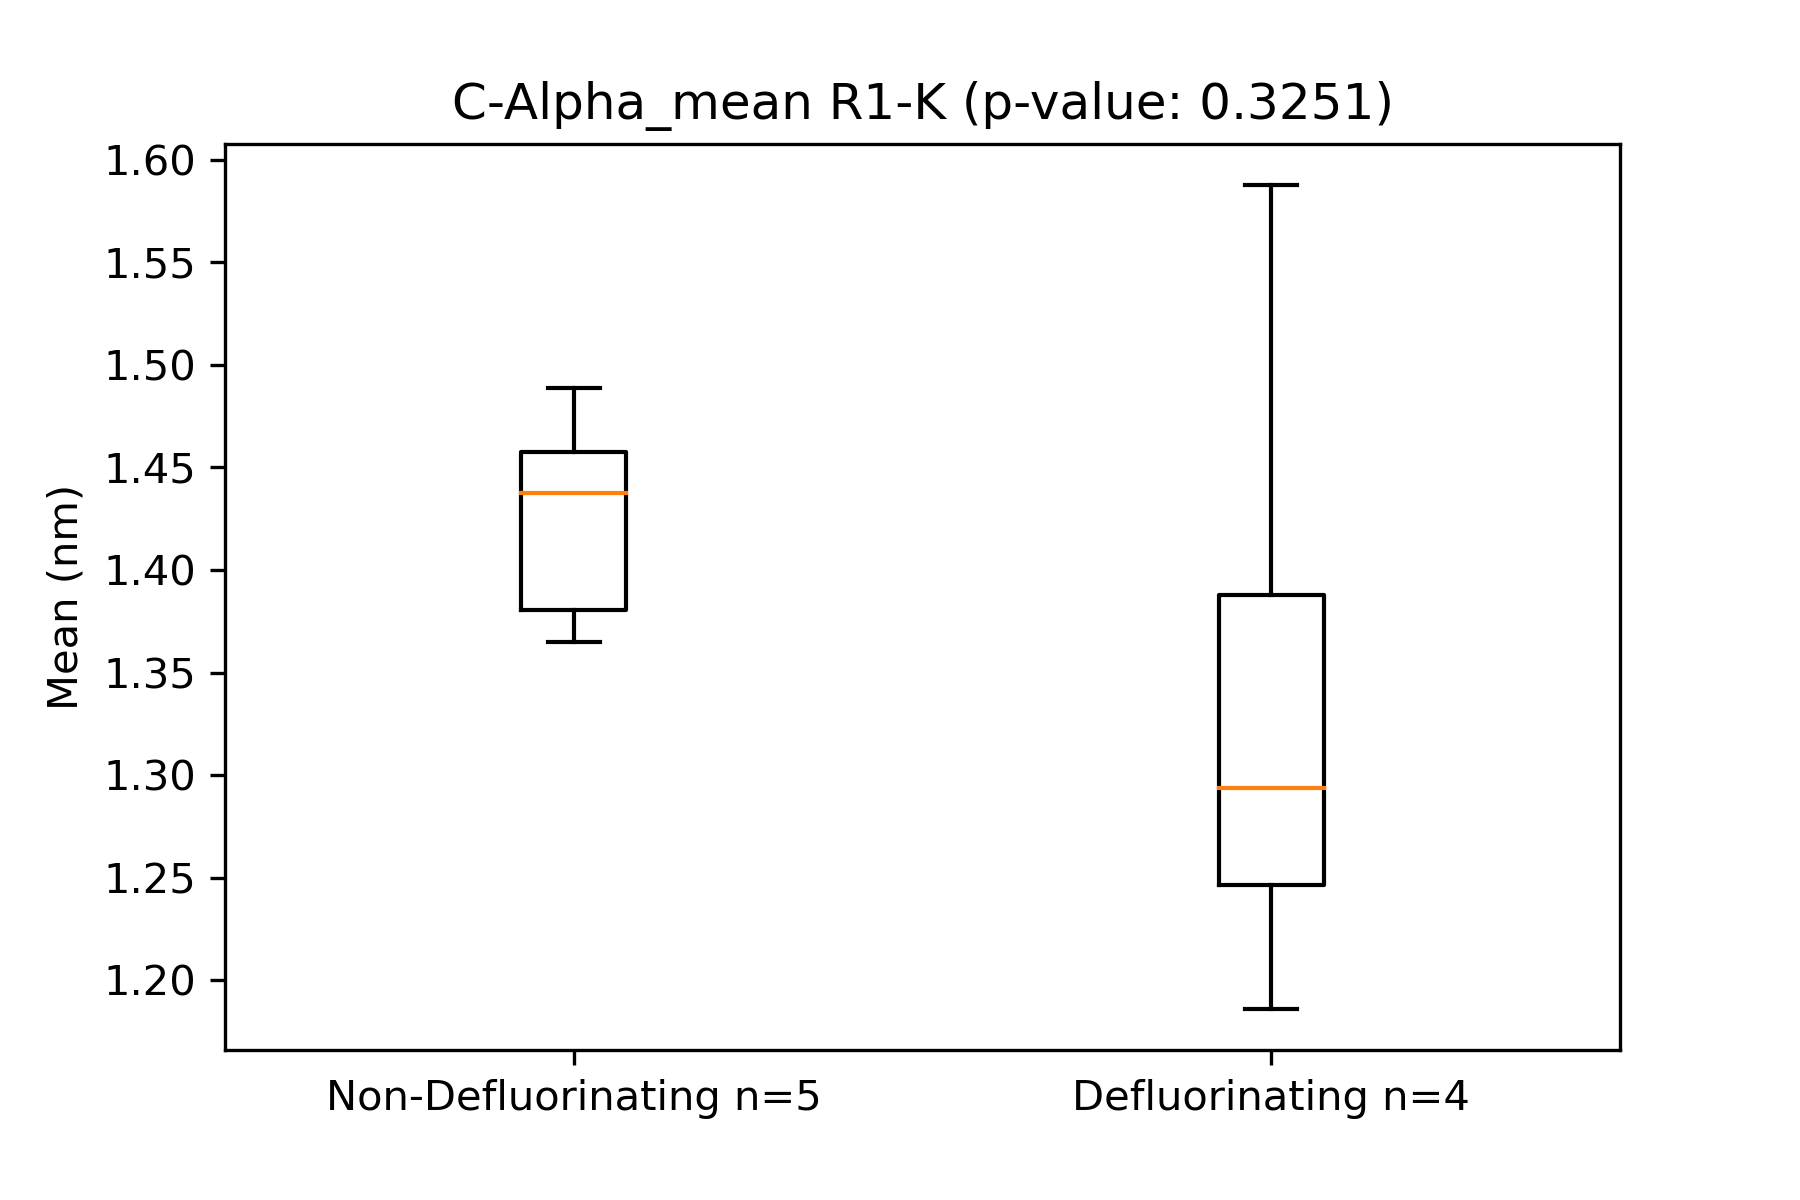 C-Alpha_mean R1-K (p-value: 0.3251)
1.60
1.55
1.50
1.45
1.40
1.35
1.30
1.25
1.20
Mean (nm)
Non-Defluorinating n=5
Defluorinating n=4